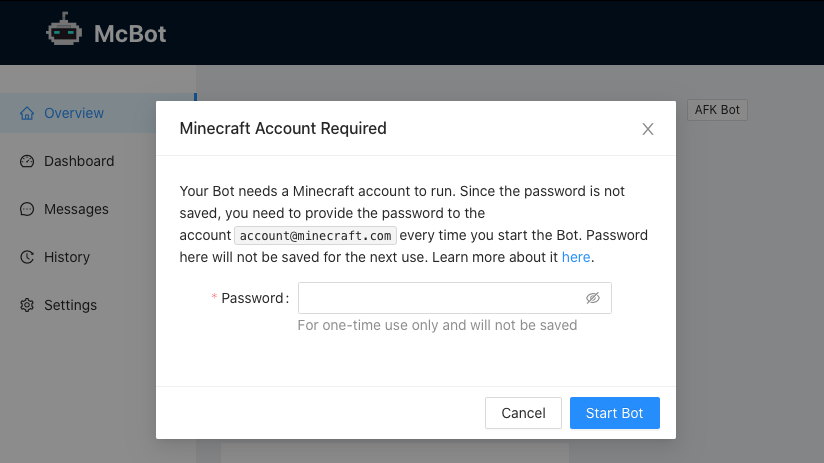 McBot
AFK Bot
Overview
Dashboard
Messages
History
Settings
Minecraft Account Required
Your Bot needs a Minecraft account to run. Since the password is not
saved, you need to provide the password to the
account account@minecraft.com every time you start the Bot. Password
here will not be saved for the next use. Learn more about it here.
* Password:
For one-time use only and will not be saved
Cancel
Start Bot